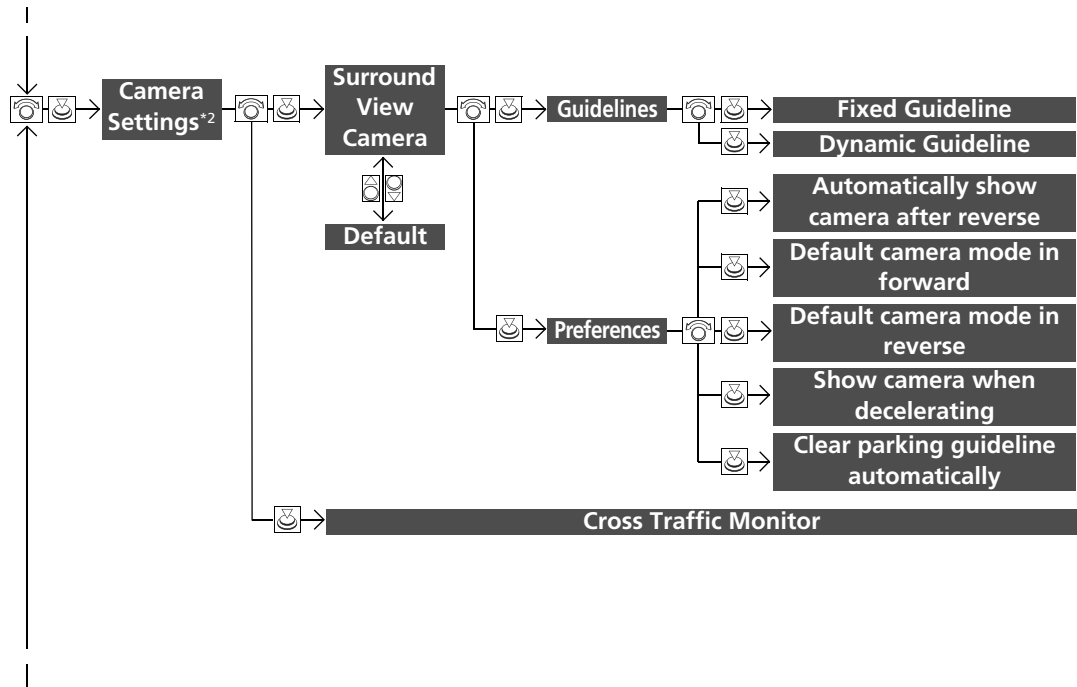 Camera
Settings*2
Surround
View
Camera
Default
Guidelines
Fixed Guideline
Dynamic Guideline
Preferences
Automatically show
camera after reverse
Default camera mode in
forward
Default camera mode in
reverse
Show camera when
decelerating
Clear parking guideline
automatically
Cross Traffic Monitor